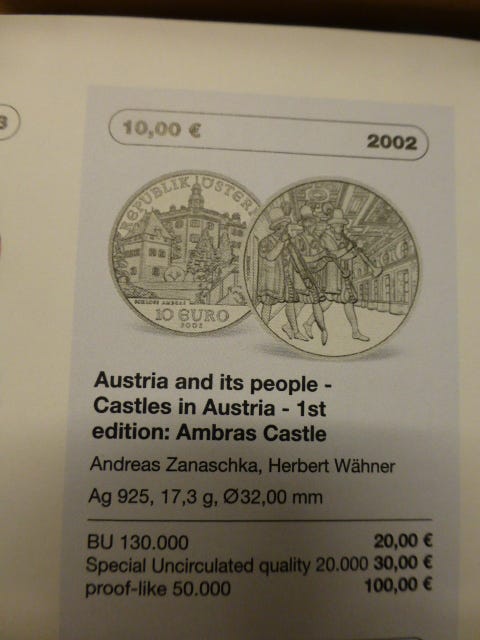 3
10,00 €
2002
REPUBLIK ÖSTERR
SCHLOSS AMBRAS
10 EURO
2002
Austria and its people -
Castles in Austria - 1st
edition: Ambras Castle
Andreas Zanaschka, Herbert Wähner
Ag 925, 17,3 g, Ø32,00 mm
BU 130.000 20,00 €
Special Uncirculated quality 20.000 30,00 €
proof-like 50.000 100,00 €